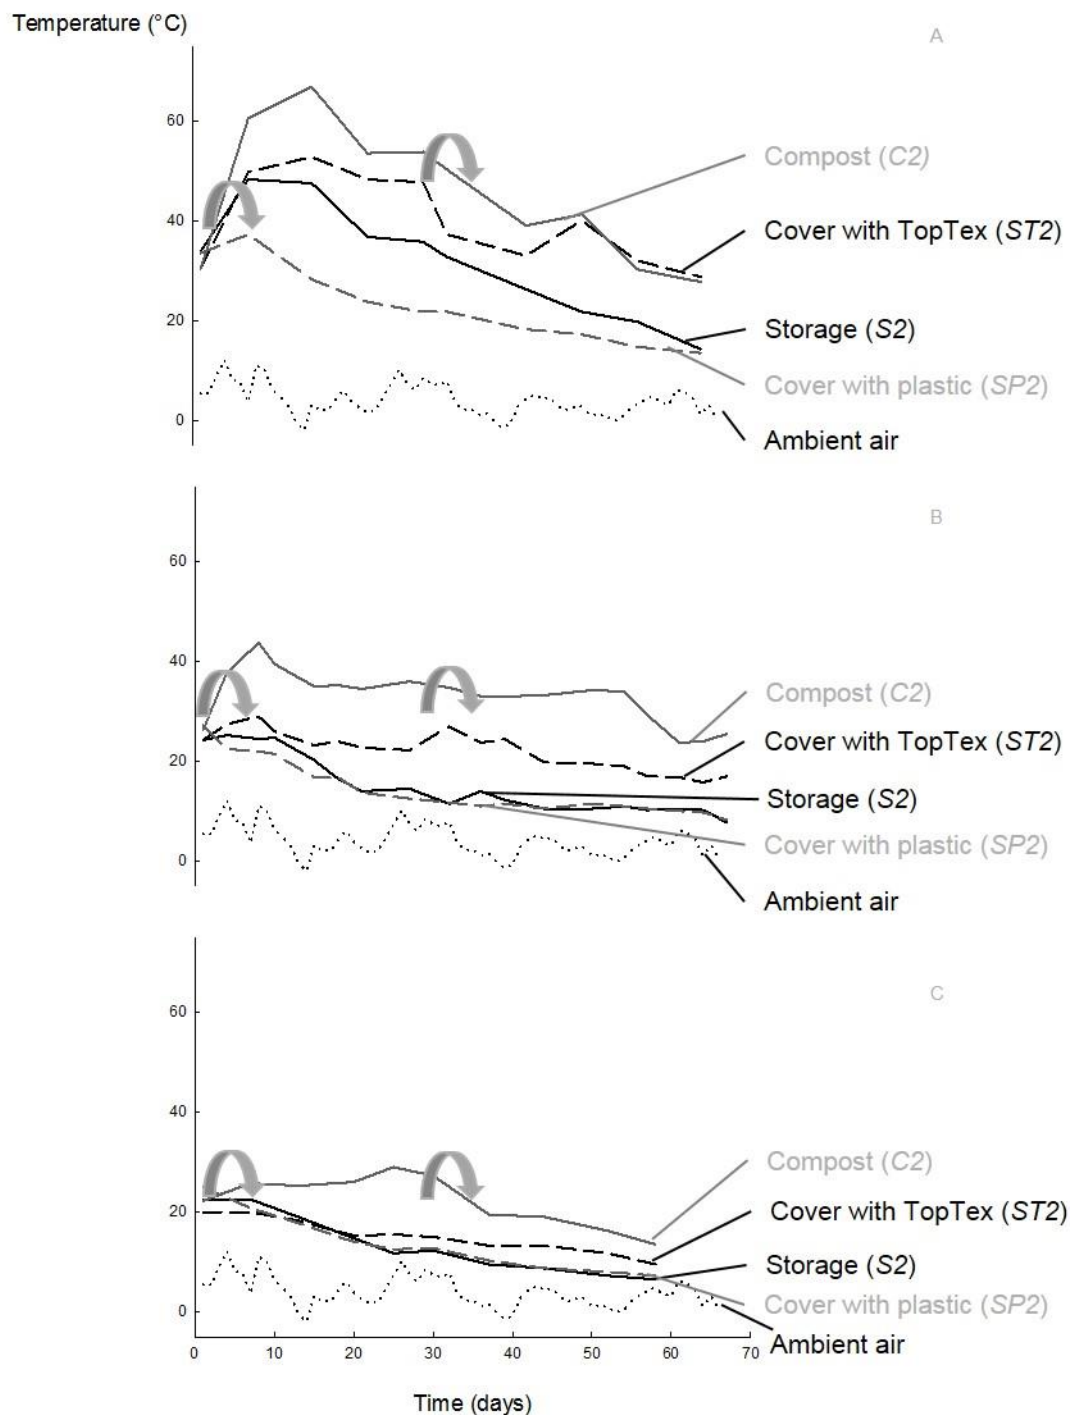 Temperature (°C)
A
60
40
20
0
Compost (C2)
Cover with TopTex (ST2)
Storage (S2)
Cover with plastic (SP2)
Ambient air
B
60
40
20
0
Compost (C2)
Cover with TopTex (ST2)
Storage (S2)
Cover with plastic (SP2)
Ambient air
C
60
40
20
0
Compost (C2)
Cover with TopTex (ST2)
Storage (S2)
Cover with plastic (SP2)
Ambient air
0 10 20 30 40 50 60 70
Time (days)